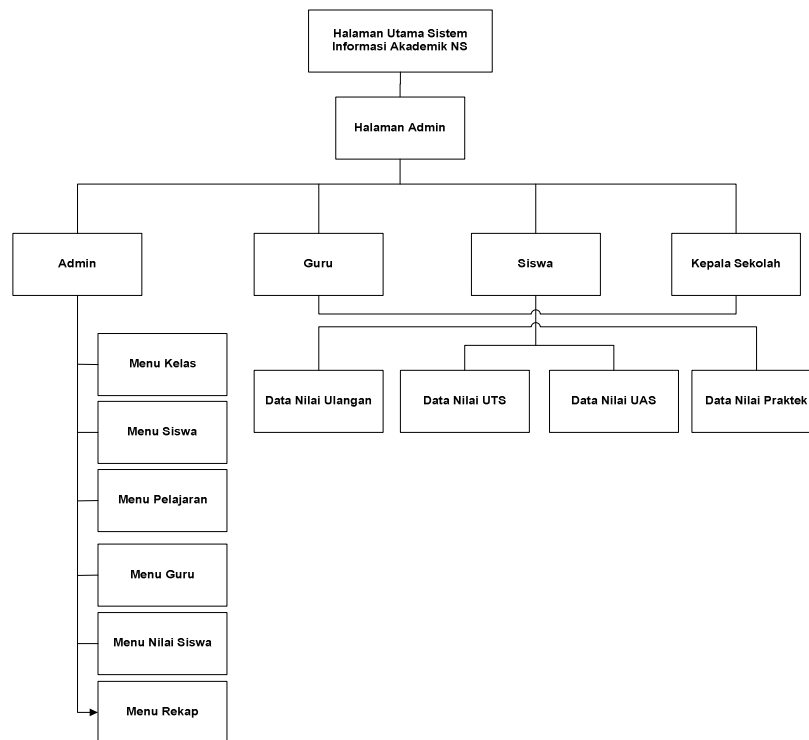 Halaman Utama Sistem
Informasi Akademik NS
Halaman Admin
Admin
Guru
Siswa
Kepala Sekolah
Menu Kelas
Menu Siswa
Menu Pelajaran
Menu Guru
Menu Nilai Siswa
Menu Rekap
Data Nilai Ulangan
Data Nilai UTS
Data Nilai UAS
Data Nilai Praktek